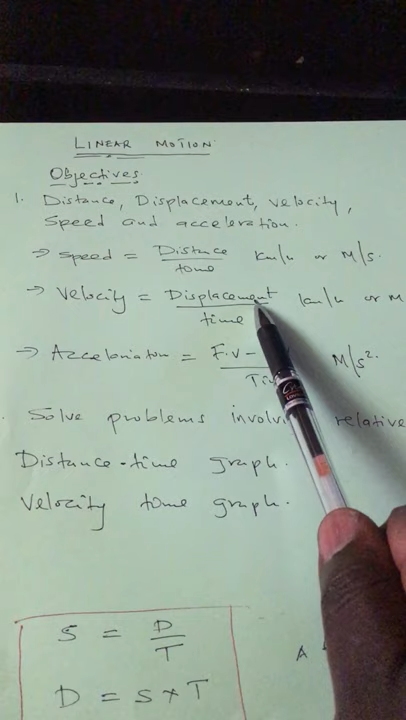 LINEAR MOTION
Objectives.
1. Distance, Displacement, Velocity,
Speed and acceleration.
→ Speed = Distance / time km/h or M/s.
→ Velocity = Displacement / time km/h or M
→ Acceleration = F.v - / Ti M/s².
Solve problems involvi relative
Distance-time graph.
Velocity time graph.
S = D / T
D = S × T
A